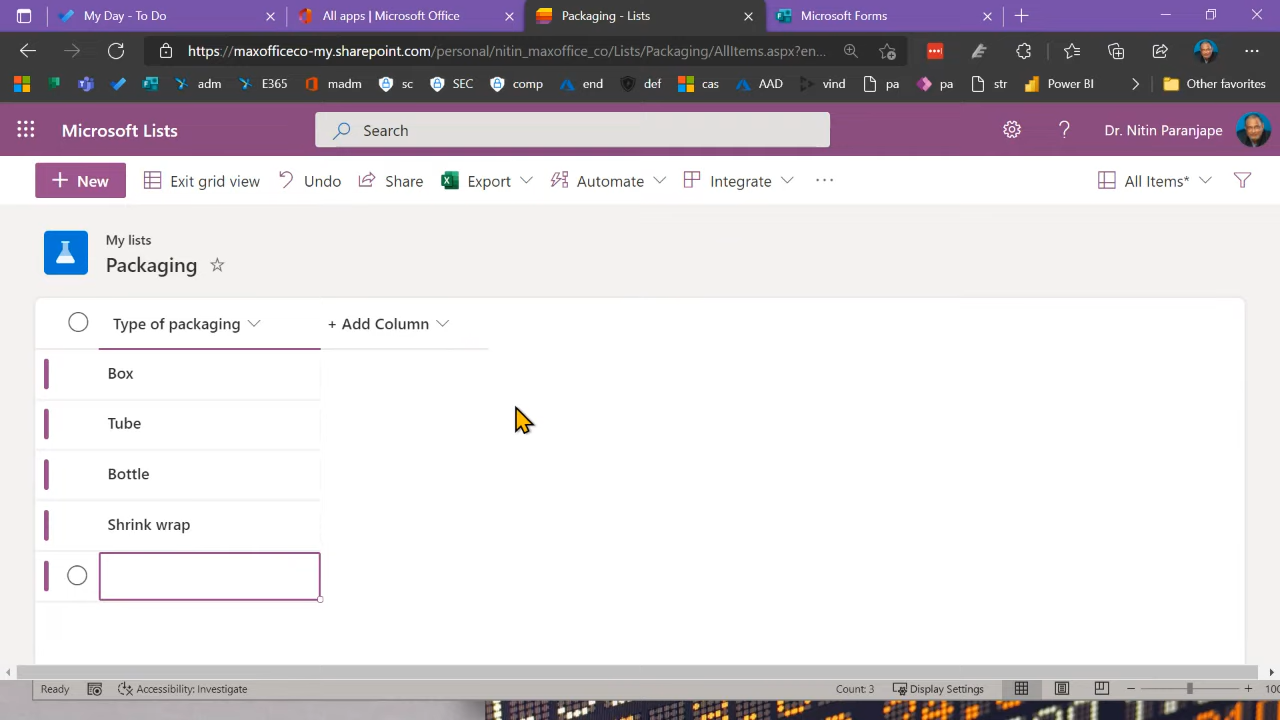 My Day - To Do
All apps | Microsoft Office
Packaging - Lists
Microsoft Forms
https://maxofficeco-my.sharepoint.com/personal/nitin_maxoffice_co/Lists/Packaging/AllItems.aspx?en...
adm E365 madm sc SEC comp end def cas AAD vind pa pa str Power BI Other favorites
Microsoft Lists
Search
Dr. Nitin Paranjape
+ New
Exit grid view
Undo
Share
Export
Automate
Integrate
...
All Items*
My lists
Packaging
Type of packaging
+ Add Column
Box
Tube
Bottle
Shrink wrap
Ready
Accessibility: Investigate
Count: 3
Display Settings
100